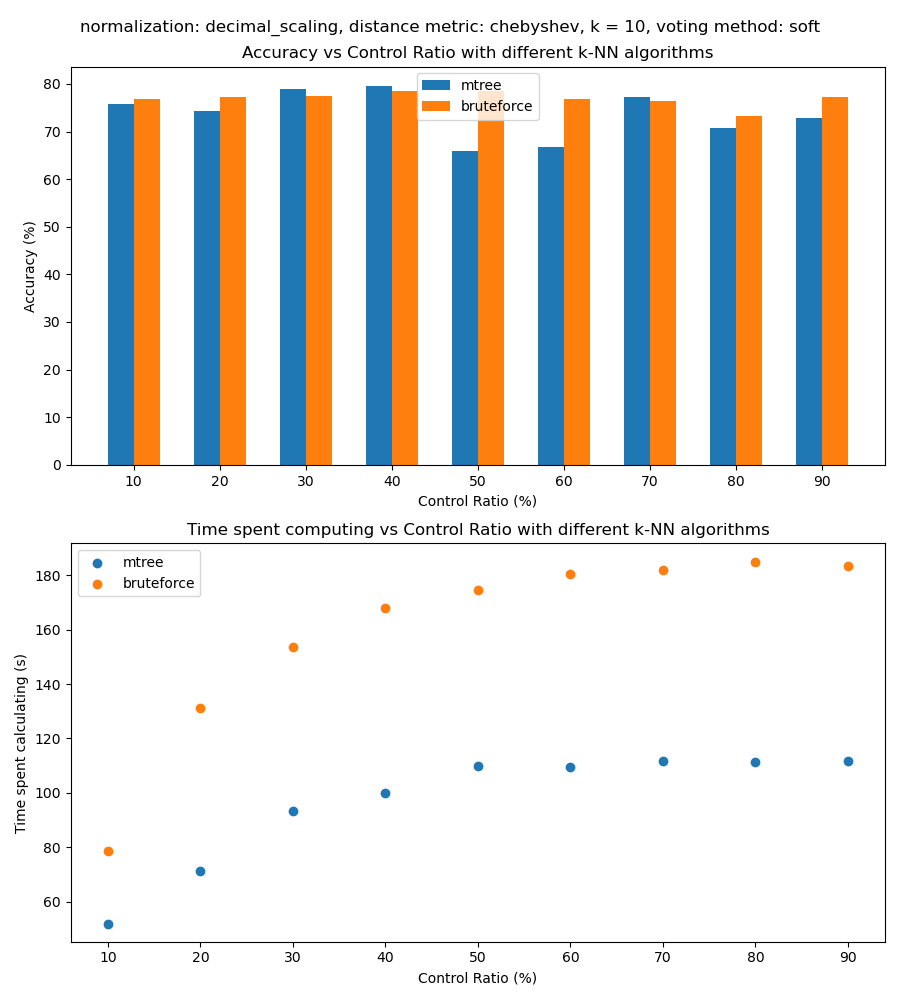 normalization: decimal_scaling, distance metric: chebyshev, k = 10, voting method: soft
Accuracy vs Control Ratio with different k-NN algorithms
mtree
bruteforce
Accuracy (%)
80
70
60
50
40
30
20
10
0
10 20 30 40 50 60 70 80 90
Control Ratio (%)
Time spent computing vs Control Ratio with different k-NN algorithms
mtree
bruteforce
Time spent calculating (s)
180
160
140
120
100
80
60
10 20 30 40 50 60 70 80 90
Control Ratio (%)